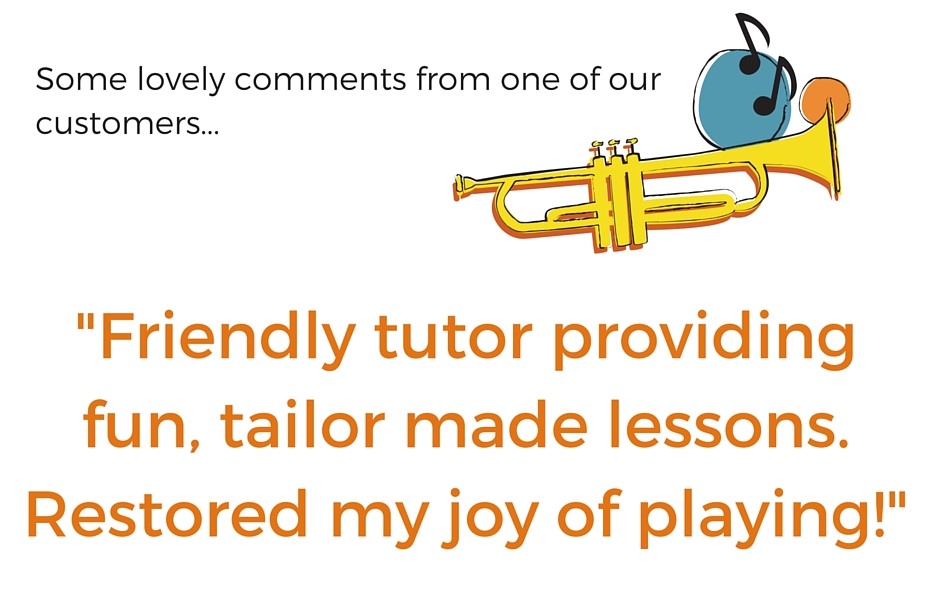 Some lovely comments from one of our
customers...
"Friendly tutor providing
fun, tailor made lessons.
Restored my joy of playing!"